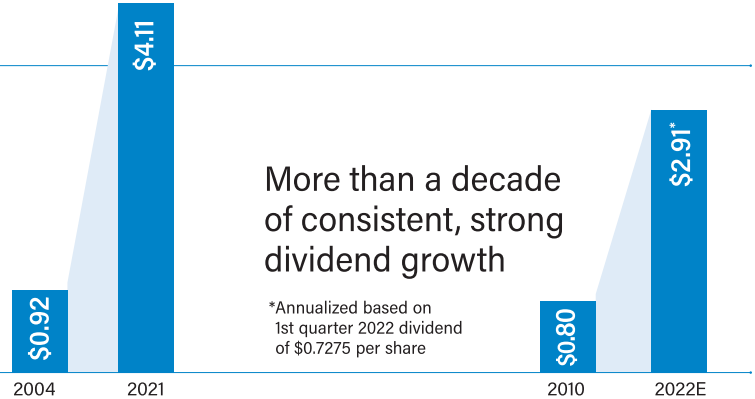 $4.11
$0.92
2004
2021
More than a decade
of consistent, strong
dividend growth
*Annualized based on
1st quarter 2022 dividend
of $0.7275 per share
$2.91*
$0.80
2010
2022E